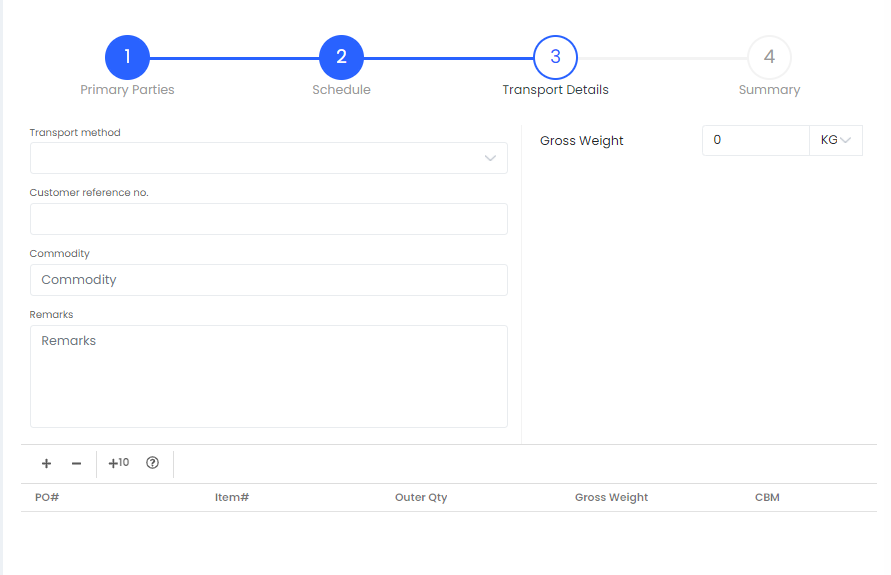 1 2 3 4
Primary Parties Schedule Transport Details Summary
Transport method
Customer reference no.
Commodity
Commodity
Remarks
Remarks
Gross Weight 0 KG
+ − +10 ?
PO# Item# Outer Qty Gross Weight CBM